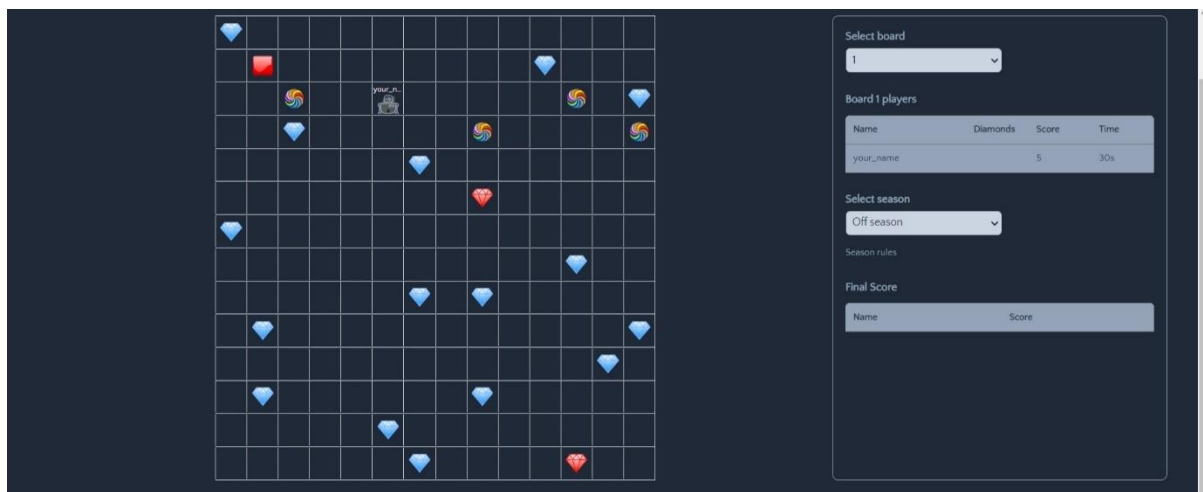 your_n...
Select board
1
Board 1 players
Name Diamonds Score Time
your_name 5 30s
Select season
Off season
Season rules
Final Score
Name Score